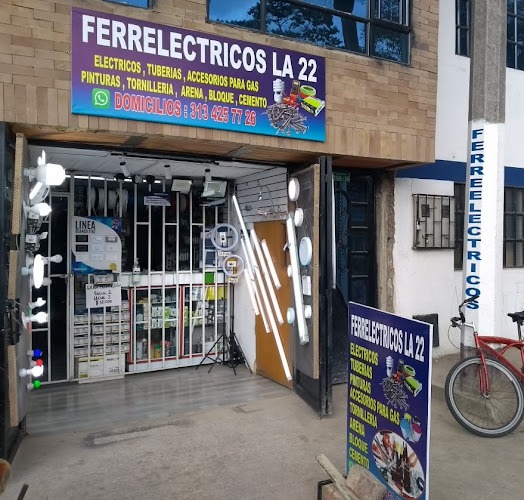 FERRELECTRICOS LA 22
ELECTRICOS , TUBERIAS , ACCESORIOS PARA GAS
PINTURAS , TORNILLERIA , ARENA , BLOQUE , CEMENTO
DOMICILIOS : 313 425 77 26
LINEA
FERREELECTRICOS
FERRELECTRICOS LA 22
ELECTRICOS
TUBERIAS
PINTURAS
ACCESORIOS PARA GAS
TORNILLERIA
ARENA
BLOQUE
CEMENTO